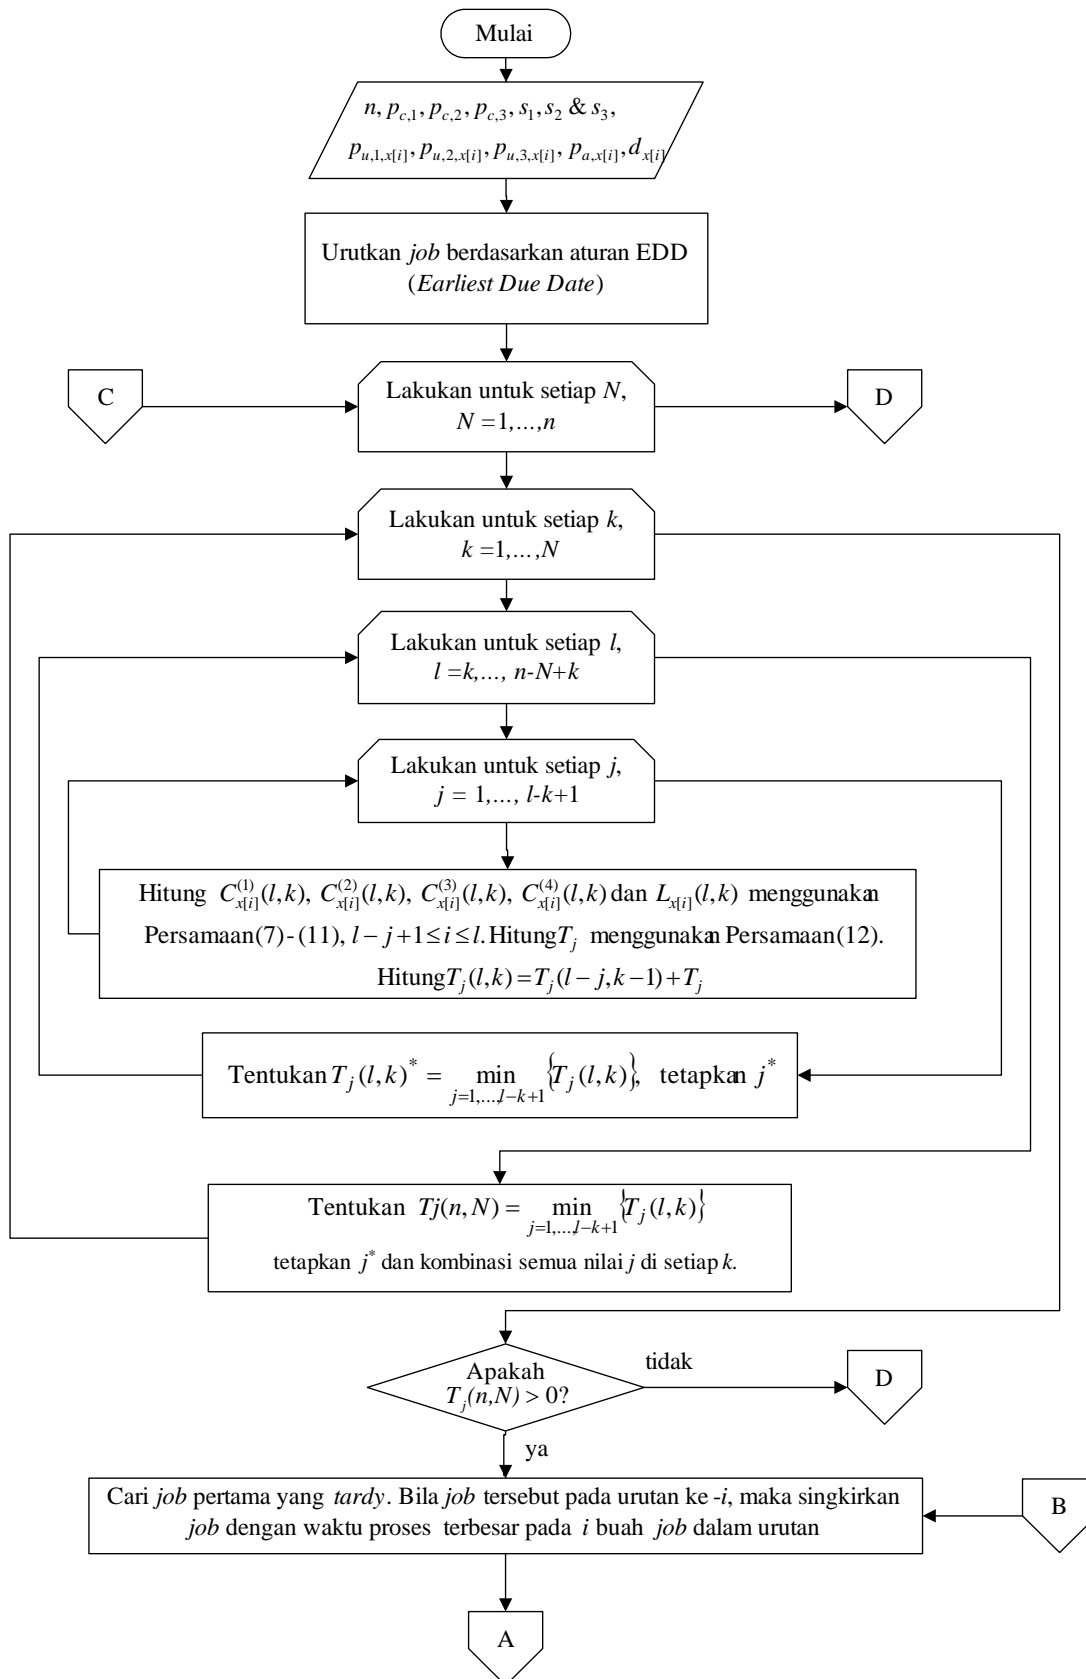 Mulai
n, p_{c,1}, p_{c,2}, p_{c,3}, s_1, s_2 & s_3,
p_{u,1,x[i]}, p_{u,2,x[i]}, p_{u,3,x[i]}, p_{a,x[i]}, d_{x[i]}
Urutkan job berdasarkan aturan EDD
(Earliest Due Date)
C
Lakukan untuk setiap N,
N =1,...,n
D
Lakukan untuk setiap k,
k =1,...,N
Lakukan untuk setiap l,
l =k,..., n-N+k
Lakukan untuk setiap j,
j = 1,..., l-k+1
Hitung C_{x[i]}^{(1)}(l,k), C_{x[i]}^{(2)}(l,k), C_{x[i]}^{(3)}(l,k), C_{x[i]}^{(4)}(l,k) dan L_{x[i]}(l,k) menggunakan
Persamaan (7) - (11), l − j +1 ≤ i ≤ l. Hitung T_j menggunakan Persamaan (12).
Hitung T_j(l,k) = T_j(l − j, k −1) + T_j
Tentukan T_j(l,k)^* = min_{j=1,...,l−k+1} {T_j(l,k)}, tetapkan j^*
Tentukan Tj(n,N) = min_{j=1,...,l−k+1} {T_j(l,k)}
tetapkan j^* dan kombinasi semua nilai j di setiap k.
Apakah
T_j(n,N) > 0?
tidak
D
ya
Cari job pertama yang tardy. Bila job tersebut pada urutan ke -i, maka singkirkan
job dengan waktu proses terbesar pada i buah job dalam urutan
B
A